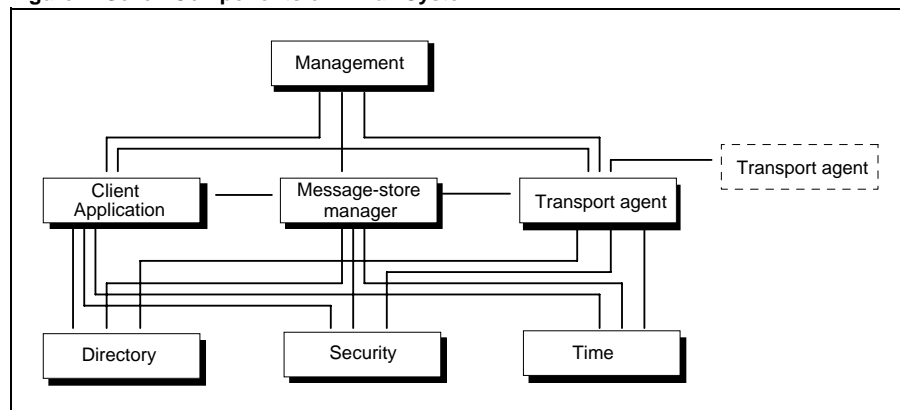 Management
Transport agent
Client
Application
Message-store
manager
Transport agent
Directory
Security
Time